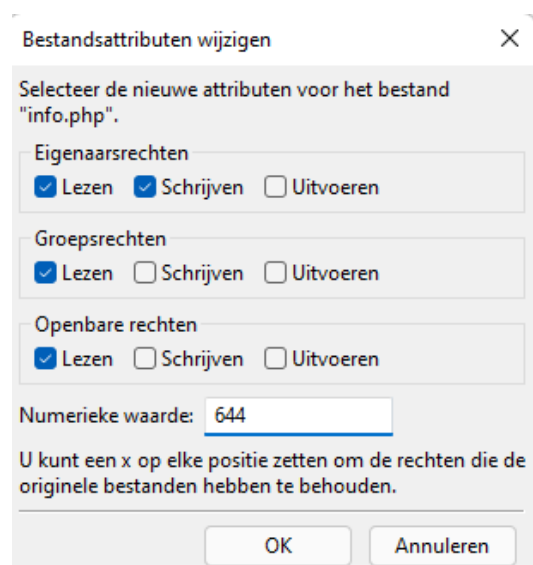 Bestandsattributen wijzigen
Selecteer de nieuwe attributen voor het bestand
"info.php".
Eigenaarsrechten
Lezen Schrijven Uitvoeren
Groepsrechten
Lezen Schrijven Uitvoeren
Openbare rechten
Lezen Schrijven Uitvoeren
Numerieke waarde: 644
U kunt een x op elke positie zetten om de rechten die de
originele bestanden hebben te behouden.
OK Annuleren